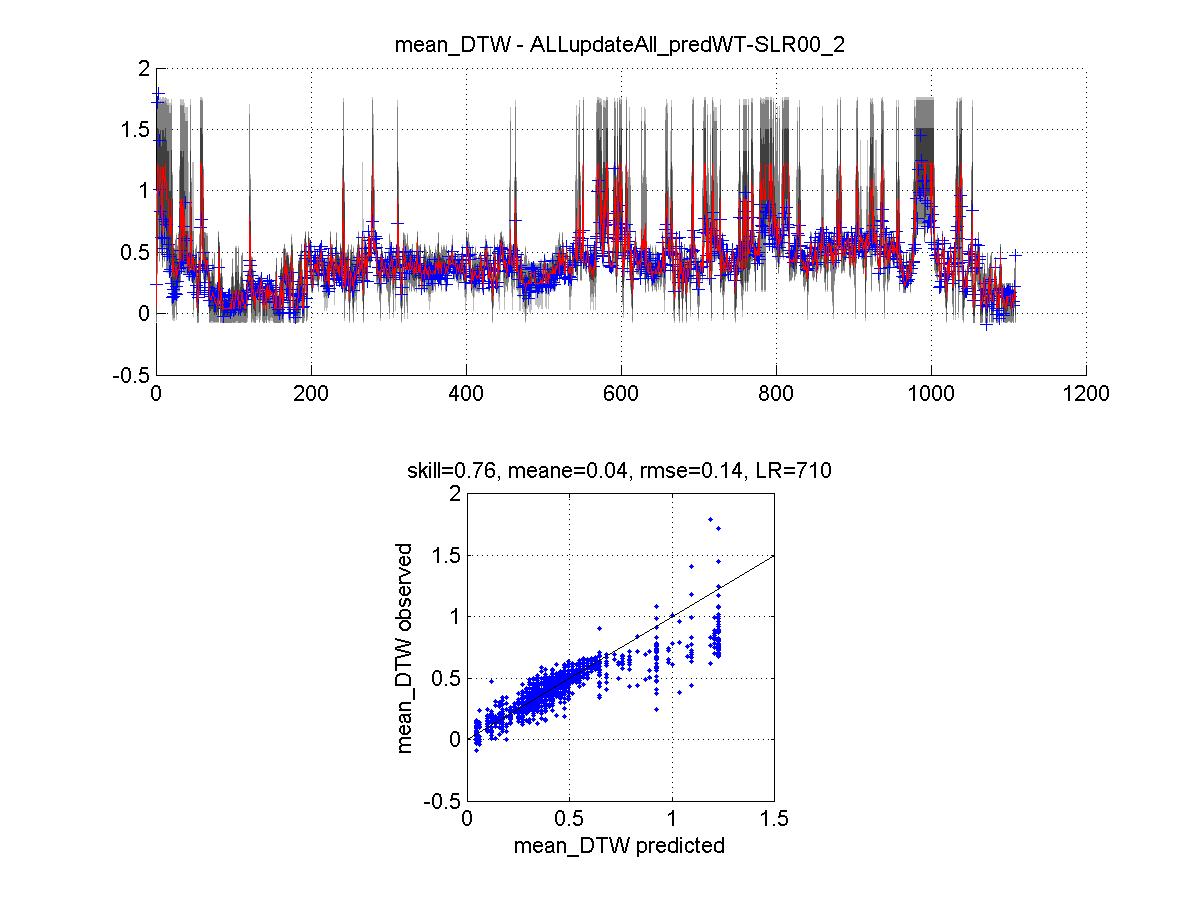 mean_DTW - ALLupdateAll_predWT-SLR00_2
2
1.5
1
0.5
0
-0.5
0 200 400 600 800 1000 1200
skill=0.76, meane=0.04, rmse=0.14, LR=710
2
1.5
1
0.5
0
-0.5
mean_DTW observed
0 0.5 1 1.5
mean_DTW predicted